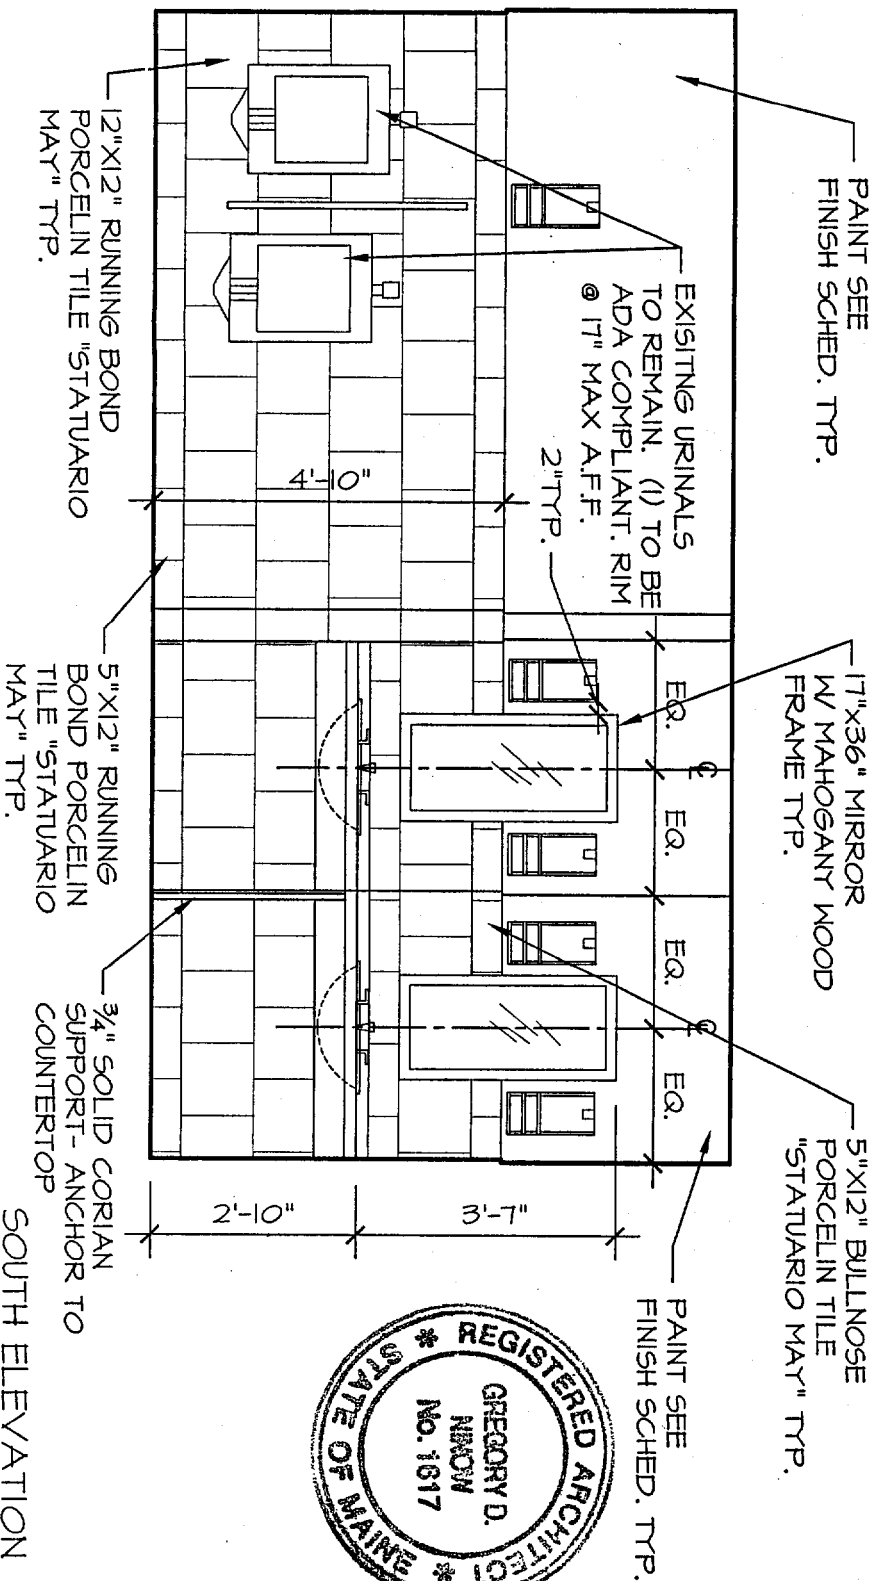 PAINT SEE
FINISH SCHED. TYP.
EXISITNG URINALS
TO REMAIN. (1) TO BE
ADA COMPLIANT. RIM
@ 17" MAX A.F.F.
2"TYP.
17"x36" MIRROR
W/ MAHOGANY WOOD
FRAME TYP.
5"X12" BULLNOSE
PORCELIN TILE
"STATUARIO MAY" TYP.
PAINT SEE
FINISH SCHED. TYP.
EQ.
EQ.
EQ.
EQ.
4'-10"
3'-7"
2'-10"
12"X12" RUNNING BOND
PORCELIN TILE "STATUARIO
MAY" TYP.
5"X12" RUNNING
BOND PORCELIN
TILE "STATUARIO
MAY" TYP.
3/4" SOLID CORIAN
SUPPORT- ANCHOR TO
COUNTERTOP
SOUTH ELEVATION
REGISTERED ARCHITECT
GREGORY D.
NIMOW
No. 1617
STATE OF MAINE